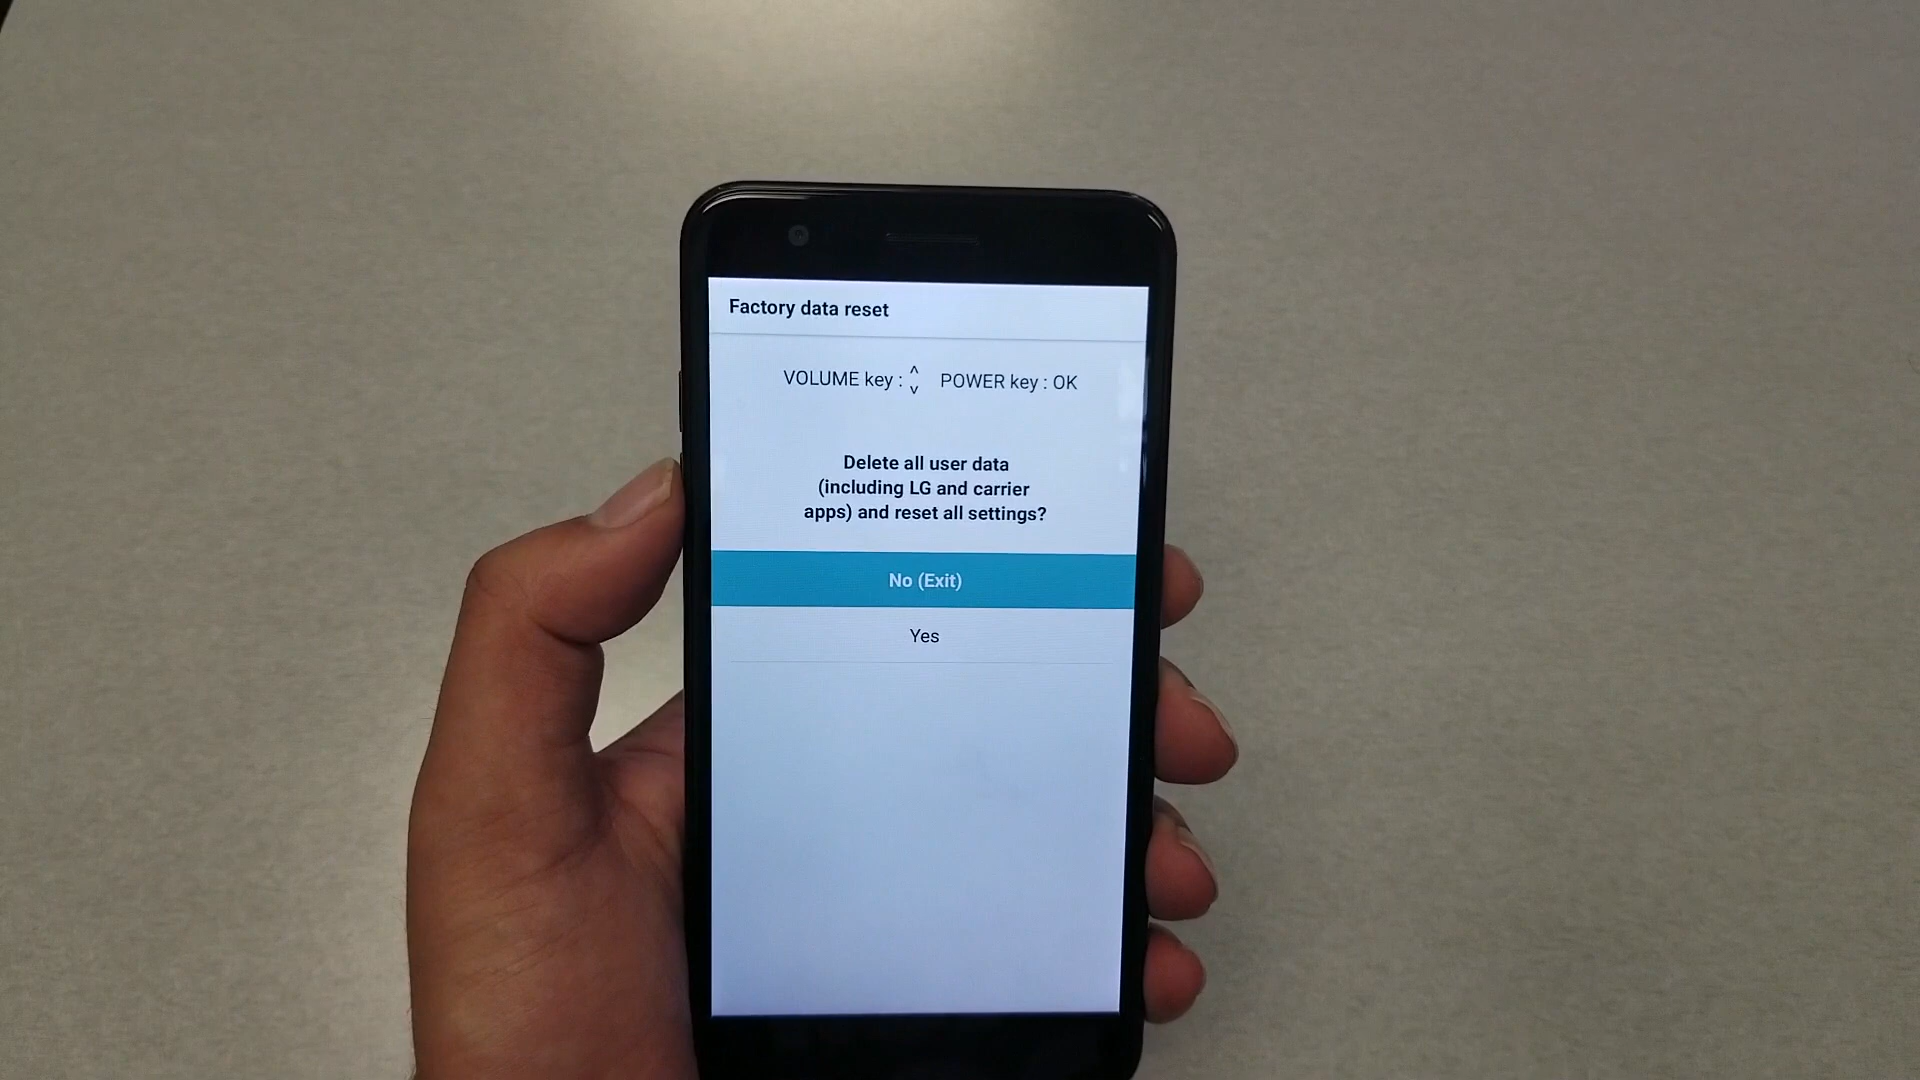 Factory data reset
VOLUME key : ^ v POWER key : OK
Delete all user data
(including LG and carrier
apps) and reset all settings?
No (Exit)
Yes